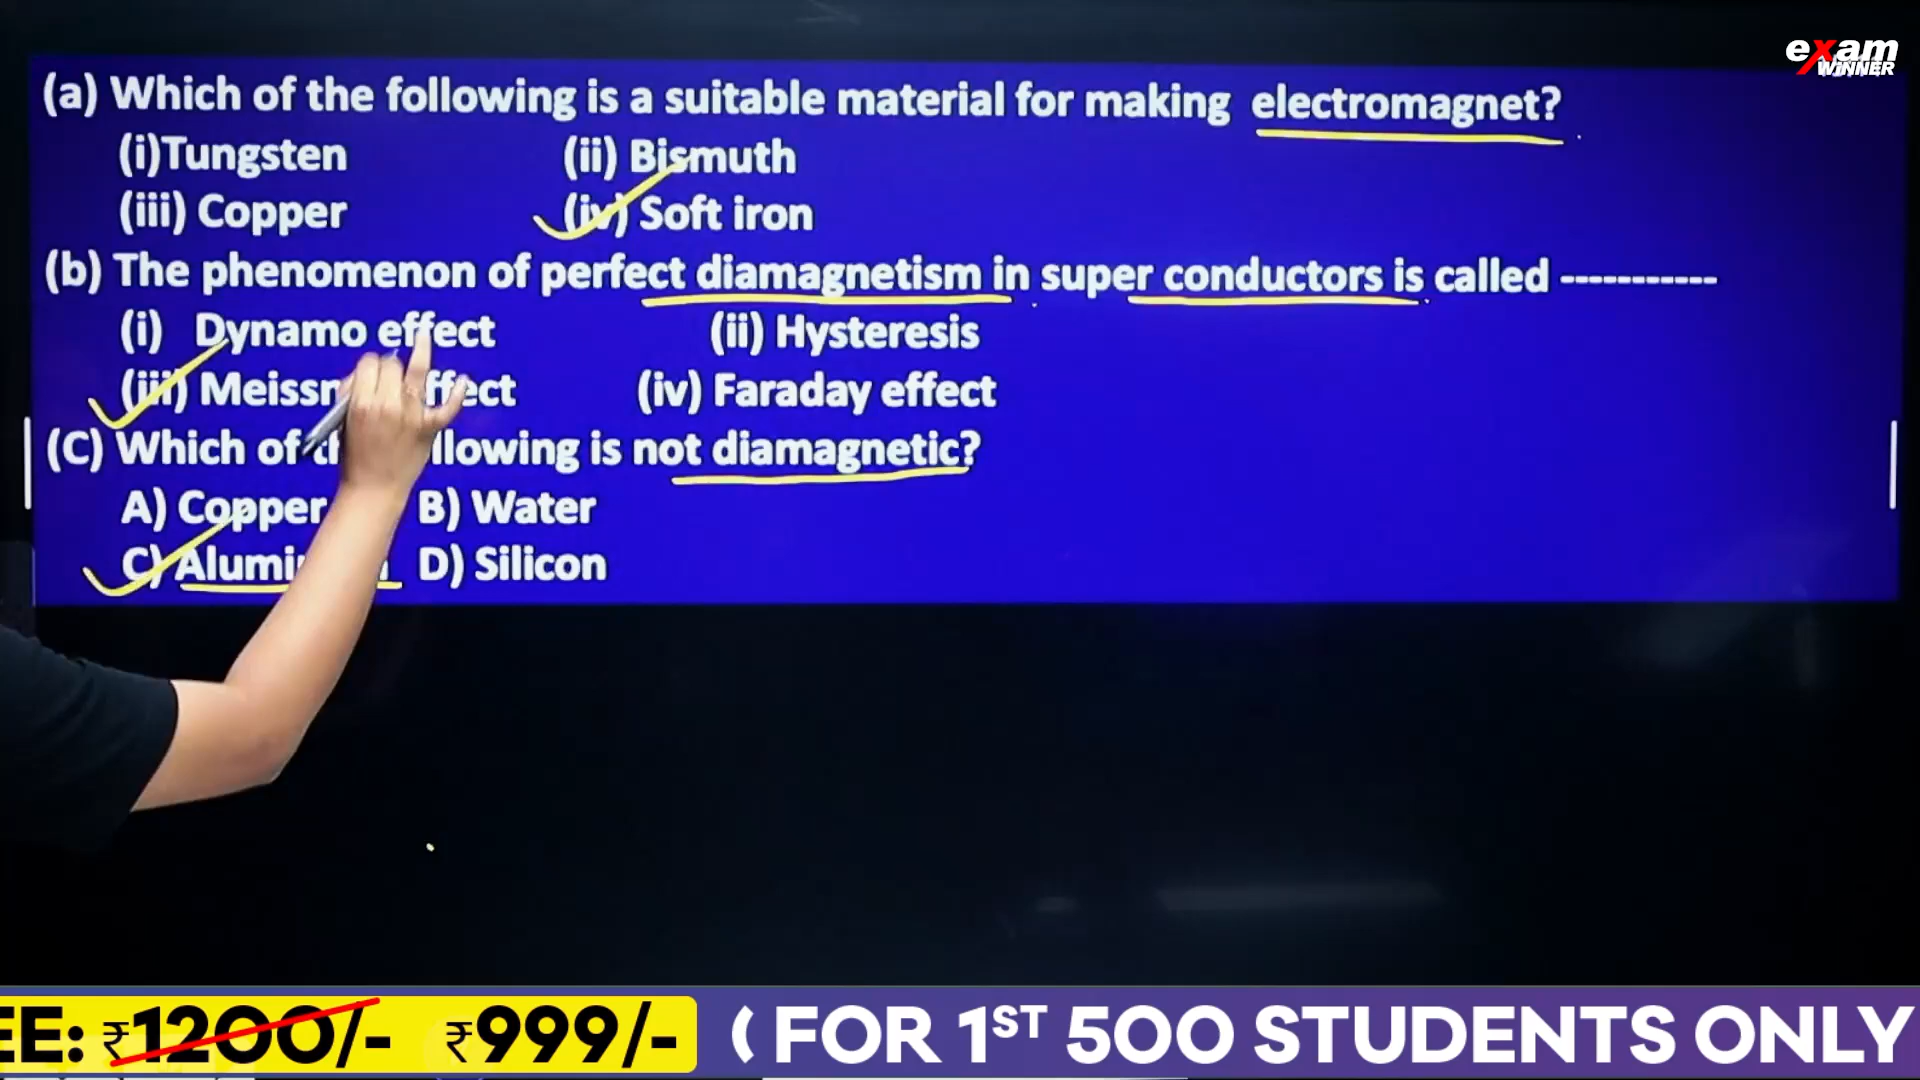 exam
WINNER
(a) Which of the following is a suitable material for making electromagnet?
(i)Tungsten (ii) Bismuth
(iii) Copper (iv) Soft iron
(b) The phenomenon of perfect diamagnetism in super conductors is called -----------
(i) Dynamo effect (ii) Hysteresis
(iii) (iv) Faraday effect
(C) Which of is not diamagnetic?
A) Copper B) Water
C) D) Silicon
₹1200/- ₹999/- ( FOR 1ST 500 STUDENTS ONLY